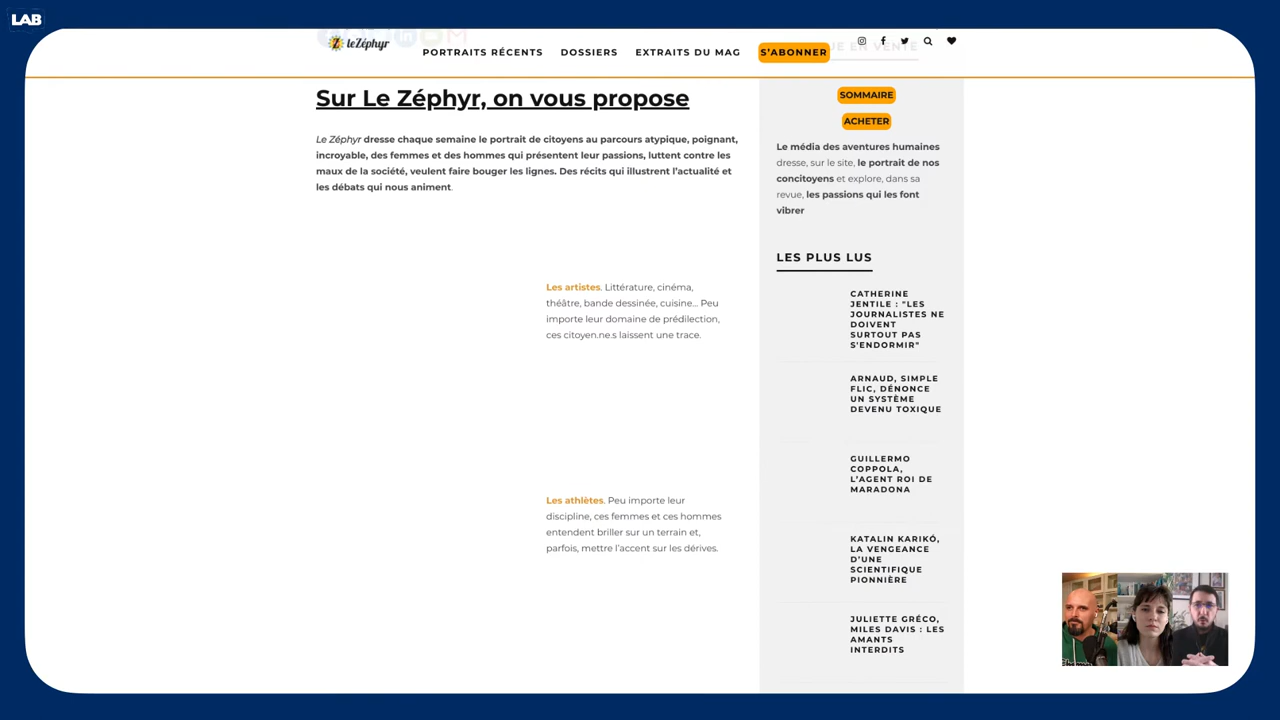 LAB
leZéphyr
PORTRAITS RÉCENTS
DOSSIERS
EXTRAITS DU MAG
S'ABONNER
UE EN VENTE
Sur Le Zéphyr, on vous propose
Le Zéphyr dresse chaque semaine le portrait de citoyens au parcours atypique, poignant,
incroyable, des femmes et des hommes qui présentent leur passions, luttent contre les
maux de la société, veulent faire bouger les lignes. Des récits qui illustrent l'actualité et
les débats qui nous animent.
Les artistes. Littérature, cinéma,
théâtre, bande dessinée, cuisine... Peu
importe leur domaine de prédilection,
ces citoyen.ne.s laissent une trace.
Les athlètes. Peu importe leur
discipline, ces femmes et ces hommes
entendent briller sur un terrain et,
parfois, mettre l'accent sur les dérives.
SOMMAIRE
ACHETER
Le média des aventures humaines
dresse, sur le site, le portrait de nos
concitoyens et explore, dans sa
revue, les passions qui les font
vibrer
LES PLUS LUS
CATHERINE
JENTILE : "LES
JOURNALISTES NE
DOIVENT
SURTOUT PAS
S'ENDORMIR"
ARNAUD, SIMPLE
FLIC, DÉNONCE
UN SYSTÈME
DEVENU TOXIQUE
GUILLERMO
COPPOLA,
L'AGENT ROI DE
MARADONA
KATALIN KARIKÓ,
LA VENGEANCE
D'UNE
SCIENTIFIQUE
PIONNIÈRE
JULIETTE GRÉCO,
MILES DAVIS : LES
AMANTS
INTERDITS